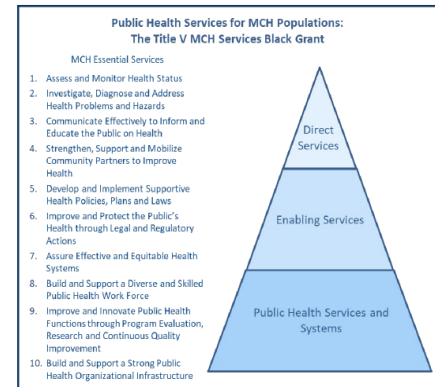 Public Health Services for MCH Populations:
The Title V MCH Services Black Grant
MCH Essential Services
1. Assess and Monitor Health Status
2. Investigate, Diagnose and Address
Health Problems and Hazards
3. Communicate Effectively to Inform and
Educate the Public on Health
4. Strengthen, Support and Mobilize
Community Partners to Improve
Health
5. Develop and Implement Supportive
Health Policies, Plans and Laws
6. Improve and Protect the Public's
Health through Legal and Regulatory
Actions
7. Assure Effective and Equitable Health
Systems
8. Build and Support a Diverse and Skilled
Public Health Work Force
9. Improve and Innovate Public Health
Functions through Program Evaluation,
Research and Continuous Quality
Improvement
10. Build and Support a Strong Public
Health Organizational Infrastructure
Direct
Services
Enabling Services
Public Health Services and
Systems